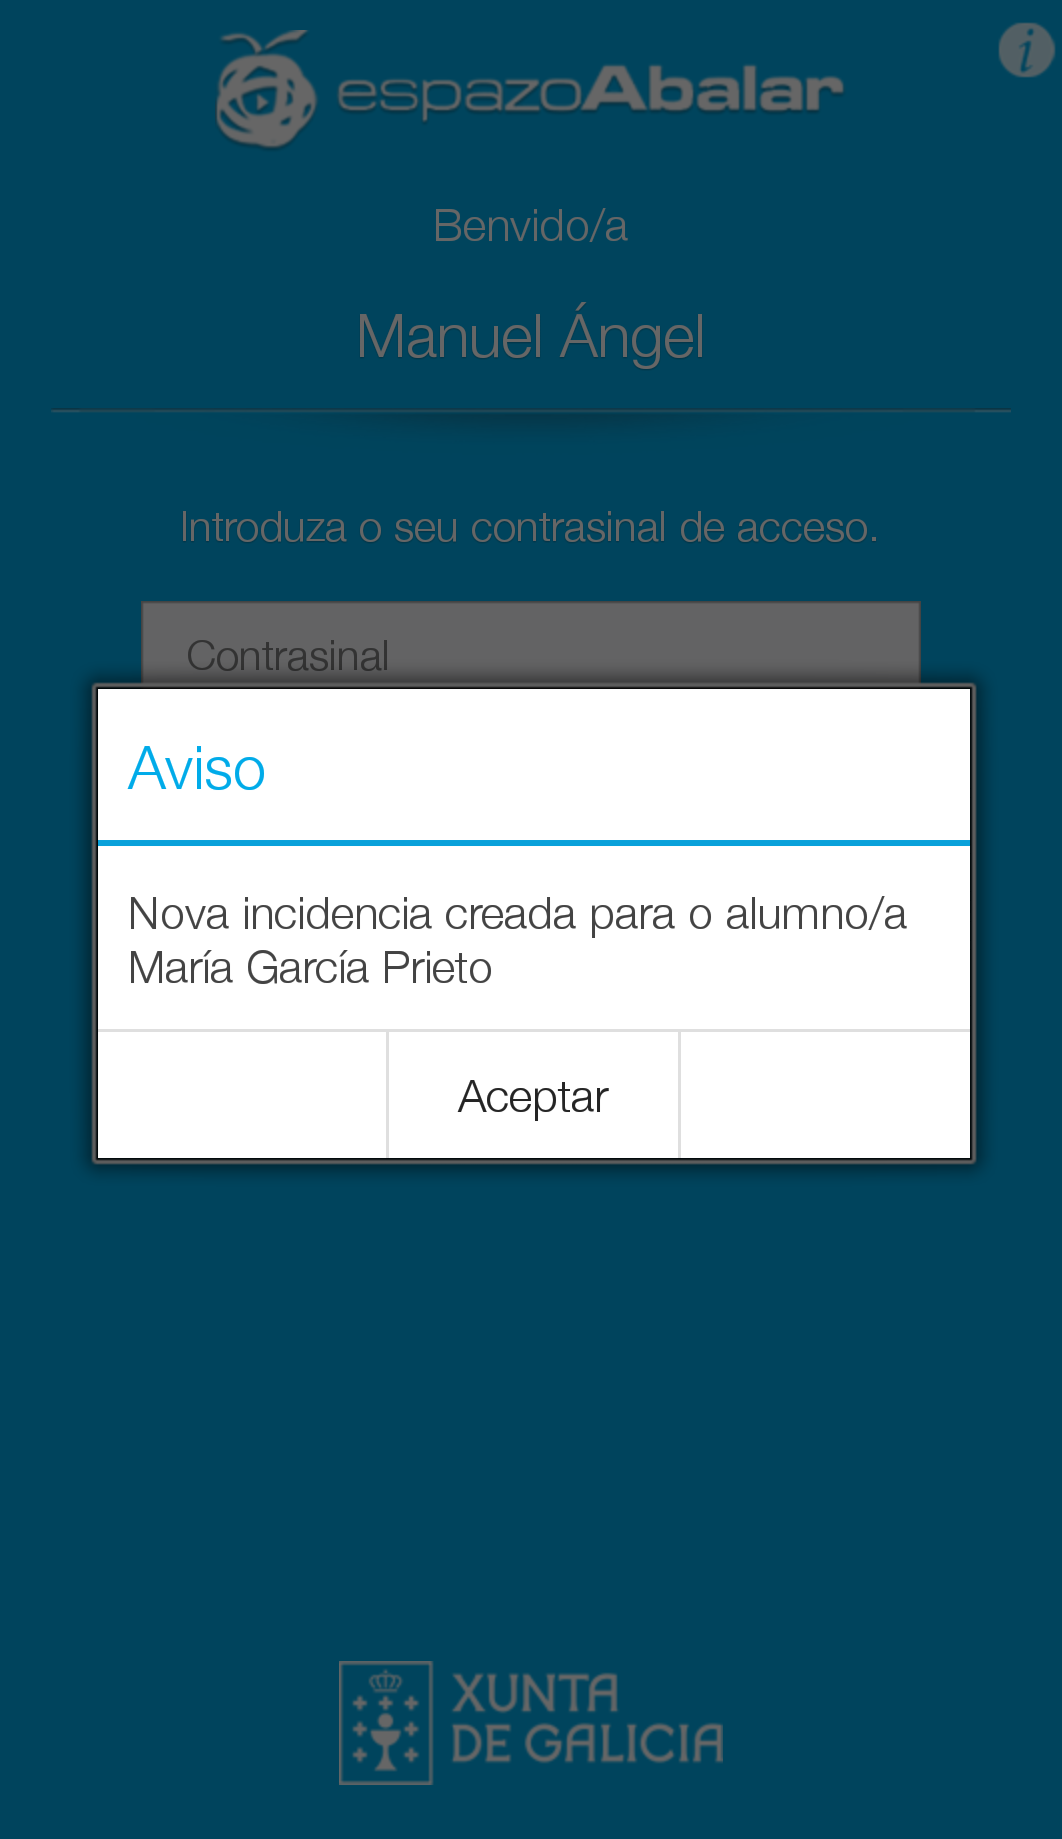 espazoAbalar
i
Benvido/a
Manuel Ángel
Introduza o seu contrasinal de acceso.
Contrasinal
Aviso
Nova incidencia creada para o alumno/a
María García Prieto
Aceptar
XUNTA
DE GALICIA